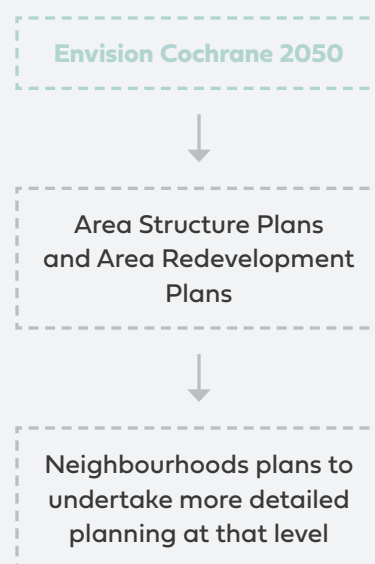 Envision Cochrane 2050
Area Structure Plans
and Area Redevelopment
Plans
Neighbourhoods plans to
undertake more detailed
planning at that level